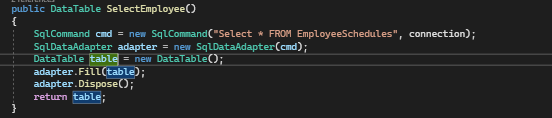 public DataTable SelectEmployee()
{
SqlCommand cmd = new SqlCommand("Select * FROM EmployeeSchedules", connection);
SqlDataAdapter adapter = new SqlDataAdapter(cmd);
DataTable table = new DataTable();
adapter.Fill(table);
adapter.Dispose();
return table;
}